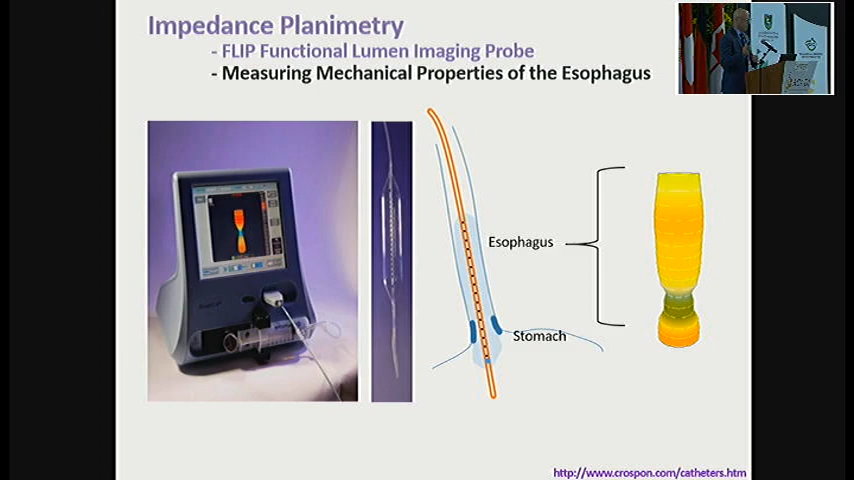 Impedance Planimetry
- FLIP Functional Lumen Imaging Probe
- Measuring Mechanical Properties of the Esophagus
Esophagus
Stomach
http://www.crospon.com/catheters.htm